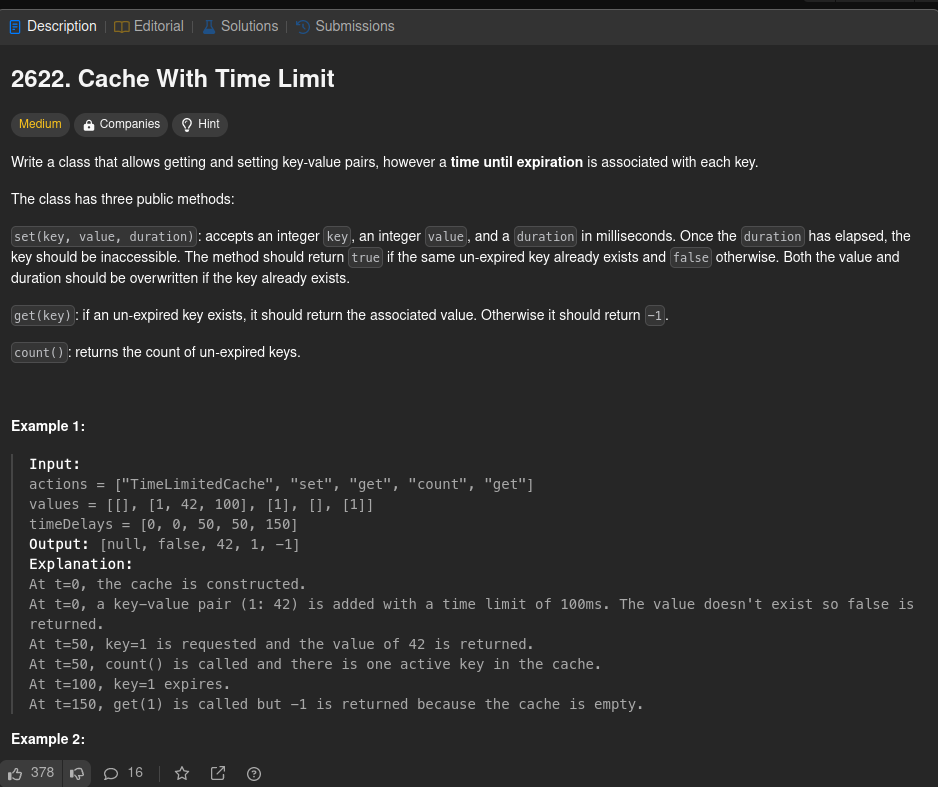 Description | Editorial | Solutions | Submissions
2622. Cache With Time Limit
Medium Companies Hint
Write a class that allows getting and setting key-value pairs, however a time until expiration is associated with each key.
The class has three public methods:
set(key, value, duration): accepts an integer key, an integer value, and a duration in milliseconds. Once the duration has elapsed, the
key should be inaccessible. The method should return true if the same un-expired key already exists and false otherwise. Both the value and
duration should be overwritten if the key already exists.
get(key): if an un-expired key exists, it should return the associated value. Otherwise it should return -1.
count(): returns the count of un-expired keys.
Example 1:
Input:
actions = ["TimeLimitedCache", "set", "get", "count", "get"]
values = [[], [1, 42, 100], [1], [], [1]]
timeDelays = [0, 0, 50, 50, 150]
Output: [null, false, 42, 1, -1]
Explanation:
At t=0, the cache is constructed.
At t=0, a key-value pair (1: 42) is added with a time limit of 100ms. The value doesn't exist so false is
returned.
At t=50, key=1 is requested and the value of 42 is returned.
At t=50, count() is called and there is one active key in the cache.
At t=100, key=1 expires.
At t=150, get(1) is called but -1 is returned because the cache is empty.
Example 2:
378 16